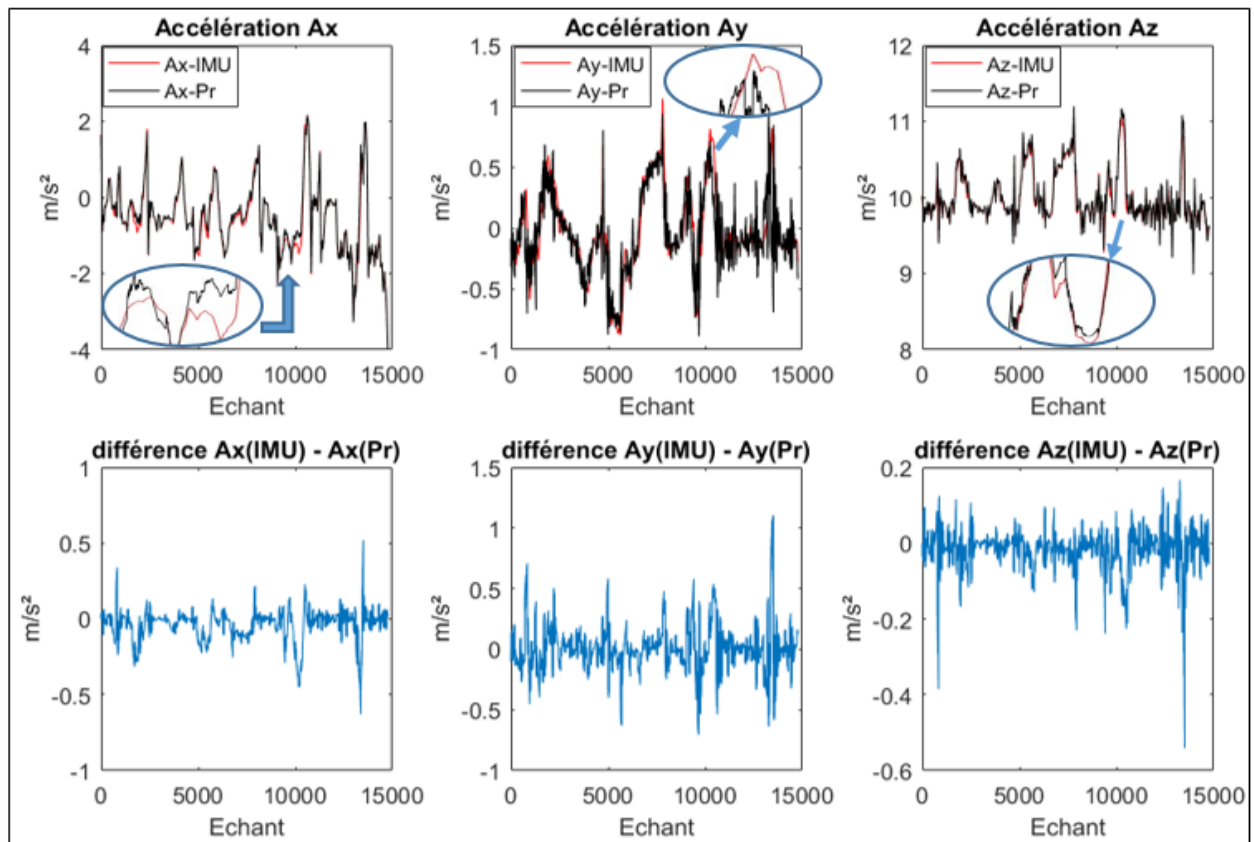 Accélération Ax
Ax-IMU
Ax-Pr
m/s²
4
2
0
-2
-4
0
5000
10000
15000
Echant
Accélération Ay
Ay-IMU
Ay-Pr
m/s²
1.5
1
0.5
0
-0.5
-1
0
5000
10000
15000
Echant
Accélération Az
Az-IMU
Az-Pr
m/s²
12
11
10
9
8
0
5000
10000
15000
Echant
différence Ax(IMU) - Ax(Pr)
m/s²
1
0.5
0
-0.5
-1
0
5000
10000
15000
Echant
différence Ay(IMU) - Ay(Pr)
m/s²
1.5
1
0.5
0
-0.5
-1
0
5000
10000
15000
Echant
différence Az(IMU) - Az(Pr)
m/s²
0.2
0
-0.2
-0.4
-0.6
0
5000
10000
15000
Echant